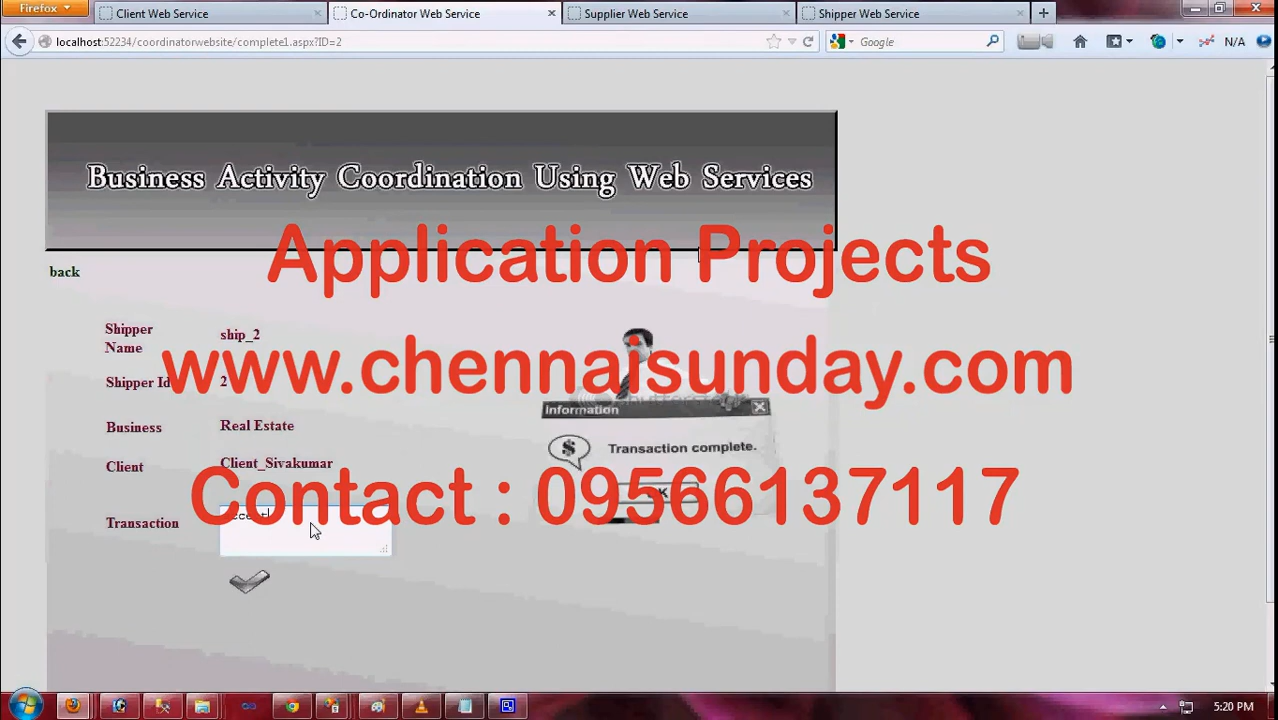 Firefox
Client Web Service
Co-Ordinator Web Service
Supplier Web Service
Shipper Web Service
localhost:52234/coordinatorwebsite/complete1.aspx?ID=2
Google
N/A
Business Activity Coordination Using Web Services
Application Projects
back
Shipper Name
ship_2
www.chennaisunday.com
Shipper Id
2
Information
Business
Real Estate
Transaction complete.
Client
Client_Sivakumar
Contact : 09566137117
Transaction
5:20 PM